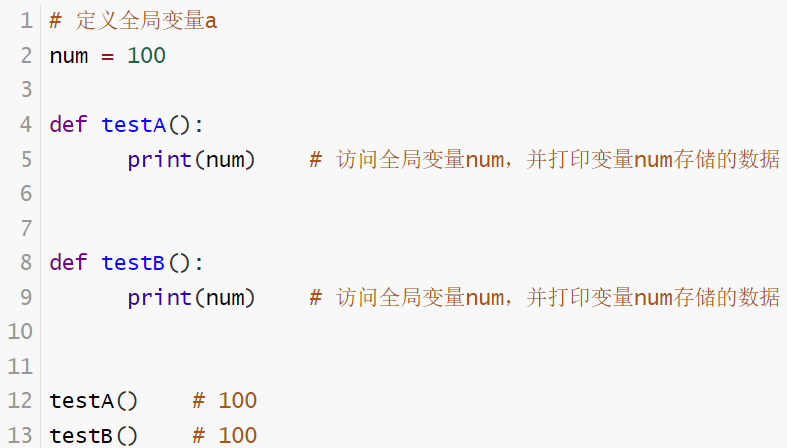 1 # 定义全局变量a
2 num = 100
3
4 def testA():
5       print(num)    # 访问全局变量num，并打印变量num存储的数据
6
7
8 def testB():
9       print(num)    # 访问全局变量num，并打印变量num存储的数据
10
11
12 testA()    # 100
13 testB()    # 100